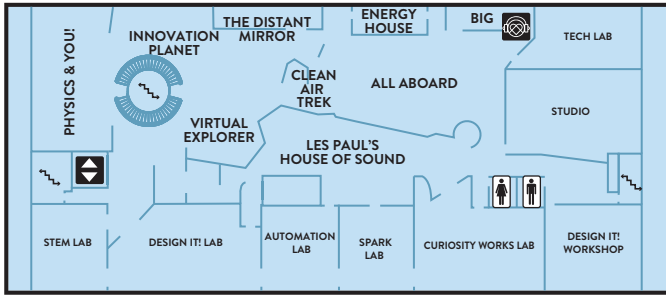 PHYSICS & YOU!
INNOVATION
PLANET
THE DISTANT
MIRROR
ENERGY
HOUSE
BIG
TECH LAB
CLEAN
AIR
TREK
ALL ABOARD
STUDIO
VIRTUAL
EXPLORER
LES PAUL'S
HOUSE OF SOUND
STEM LAB
DESIGN IT! LAB
AUTOMATION
LAB
SPARK
LAB
CURIOSITY WORKS LAB
DESIGN IT!
WORKSHOP